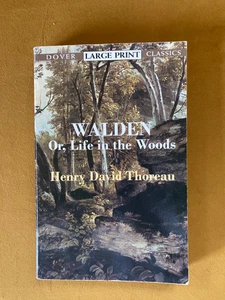 DOVER LARGE PRINT CLASSICS
WALDEN
Or, Life in the Woods
Henry David Thoreau